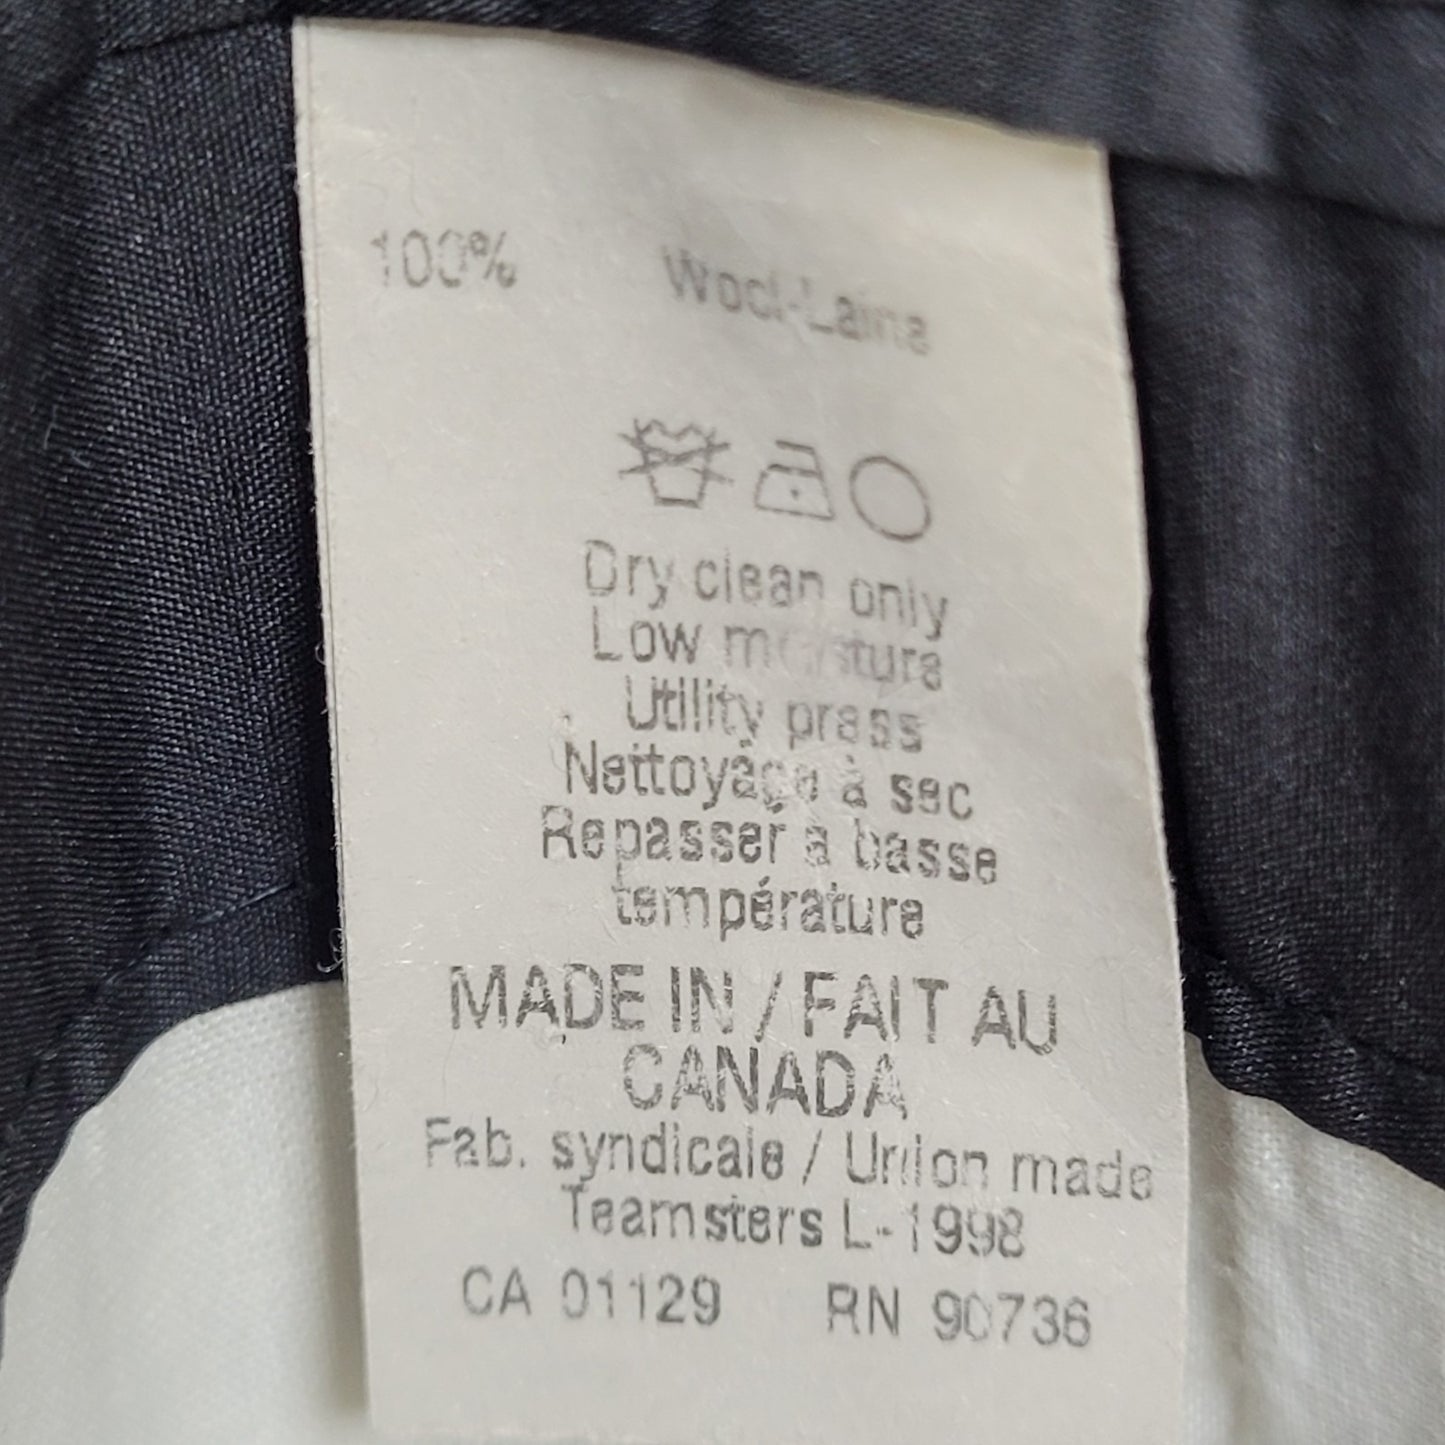 100% Wool-Laine
Dry clean only
Low moisture
Utility press
Nettoyage à sec
Repasser à basse
température
MADE IN / FAIT AU
CANADA
Fab. syndicale / Union made
Teamsters L-1998
CA 01129 RN 90736